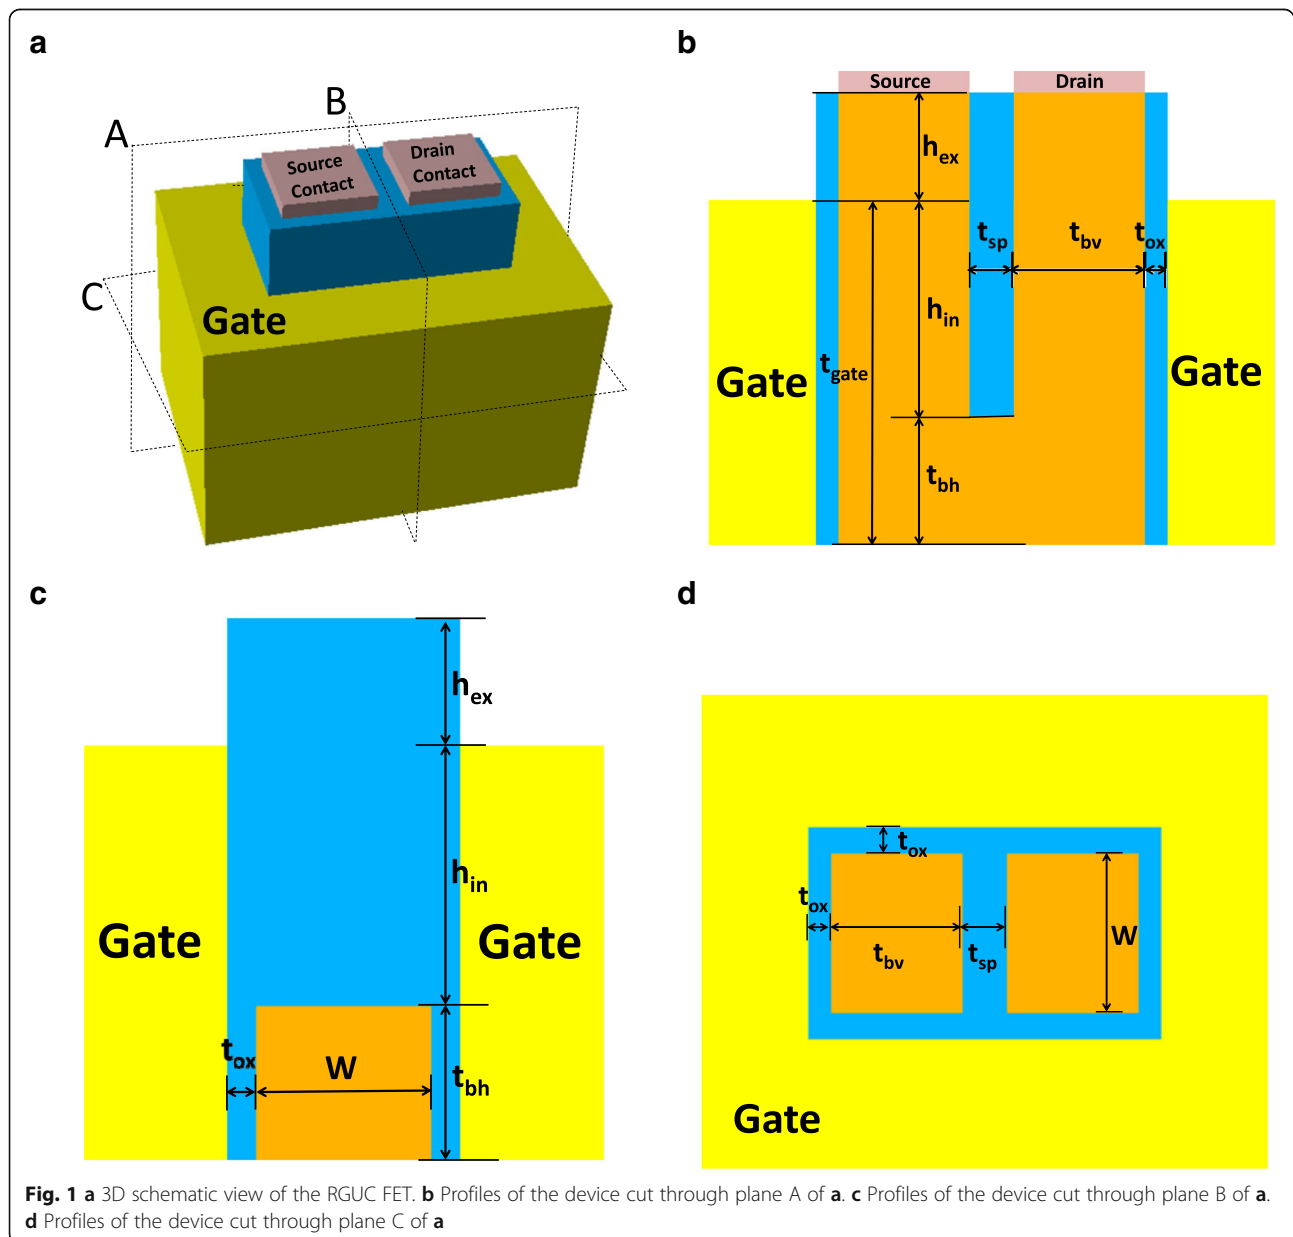 a
A
B
C
Source
Contact
Drain
Contact
Gate
b
Source
Drain
hex
tsp
tbv
tox
hin
tgate
Gate
Gate
tbh
c
hex
hin
Gate
Gate
tox
W
tbh
d
tox
tox
tbv
tsp
W
Gate
Fig. 1 a 3D schematic view of the RGUC FET. b Profiles of the device cut through plane A of a. c Profiles of the device cut through plane B of a.
d Profiles of the device cut through plane C of a